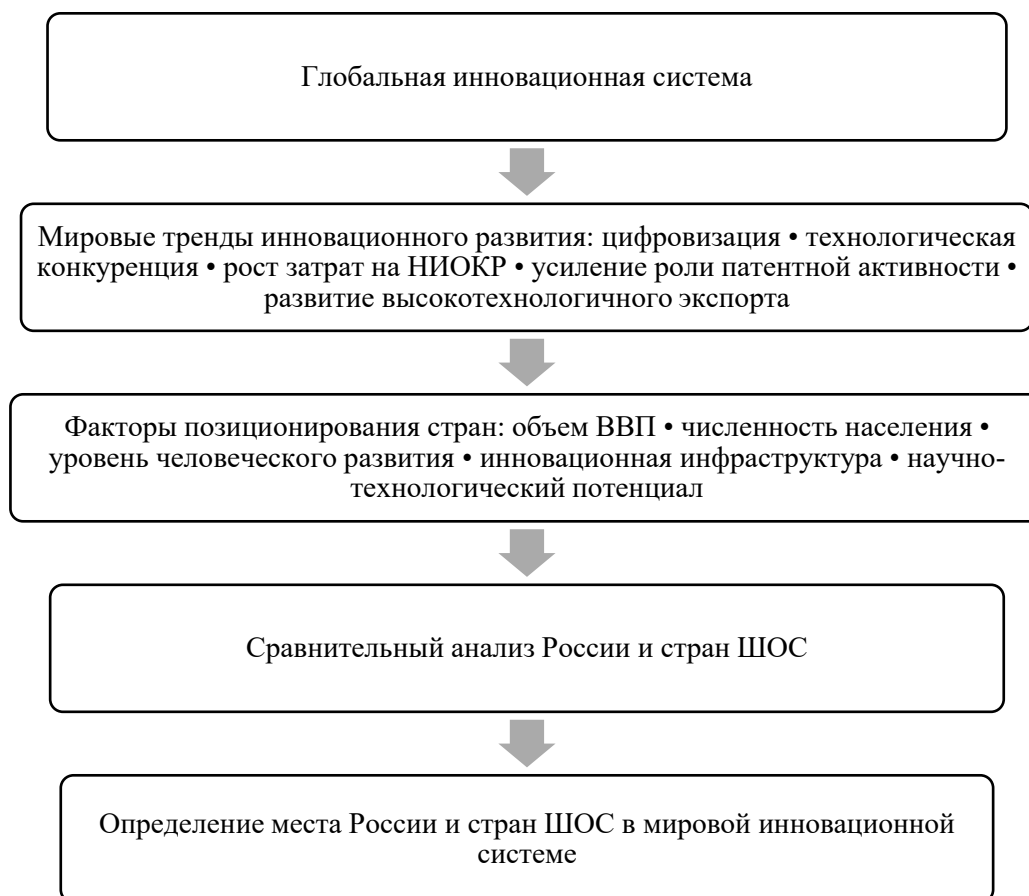 Глобальная инновационная система
Мировые тренды инновационного развития: цифровизация • технологическая
конкуренция • рост затрат на НИОКР • усиление роли патентной активности •
развитие высокотехнологичного экспорта
Факторы позиционирования стран: объем ВВП • численность населения •
уровень человеческого развития • инновационная инфраструктура • научно-
технологический потенциал
Сравнительный анализ России и стран ШОС
Определение места России и стран ШОС в мировой инновационной
системе